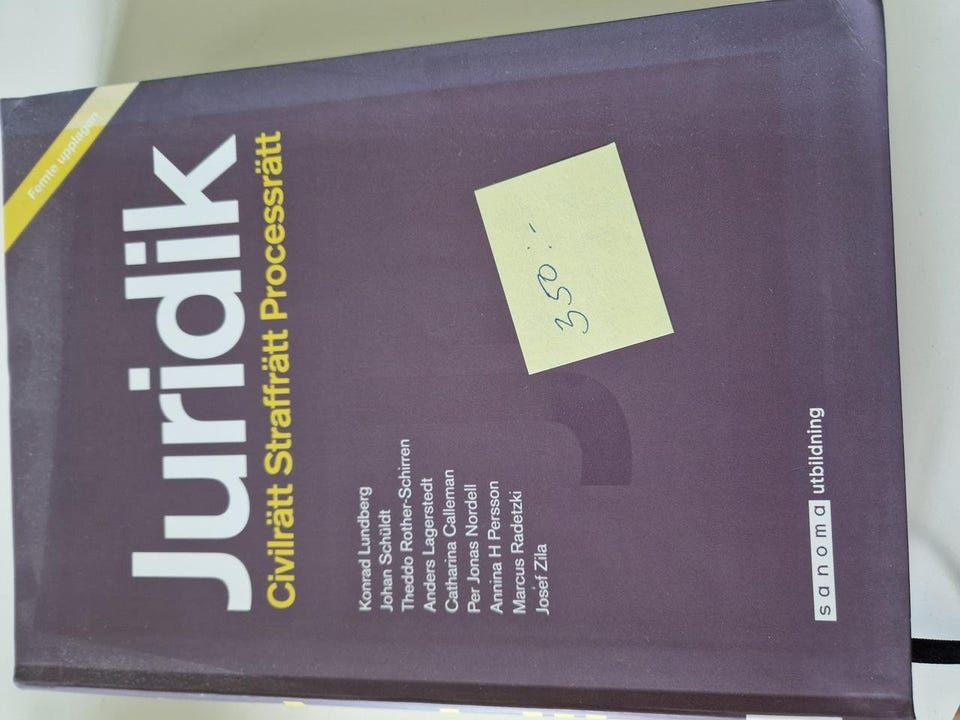 Femte upplagan
Juridik
Civilrätt Straffrätt Processrätt
Konrad Lundberg
Johan Schüldt
Theddo Rother-Schirren
Anders Lagerstedt
Catharina Calleman
Per Jonas Nordell
Annina H Persson
Marcus Radetzki
Josef Zila
350:-
sanoma utbildning